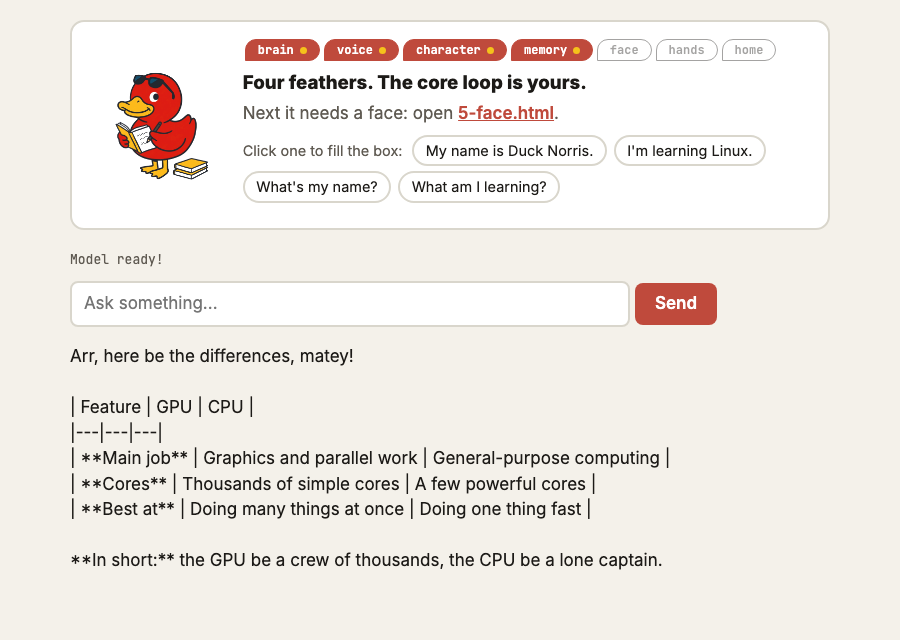 brain voice character memory face hands home
Four feathers. The core loop is yours.
Next it needs a face: open 5-face.html.
Click one to fill the box: My name is Duck Norris. I'm learning Linux.
What's my name? What am I learning?
Model ready!
Ask something... Send
Arr, here be the differences, matey!
| Feature | GPU | CPU |
|---|---|---|
| **Main job** | Graphics and parallel work | General-purpose computing |
| **Cores** | Thousands of simple cores | A few powerful cores |
| **Best at** | Doing many things at once | Doing one thing fast |
**In short:** the GPU be a crew of thousands, the CPU be a lone captain.